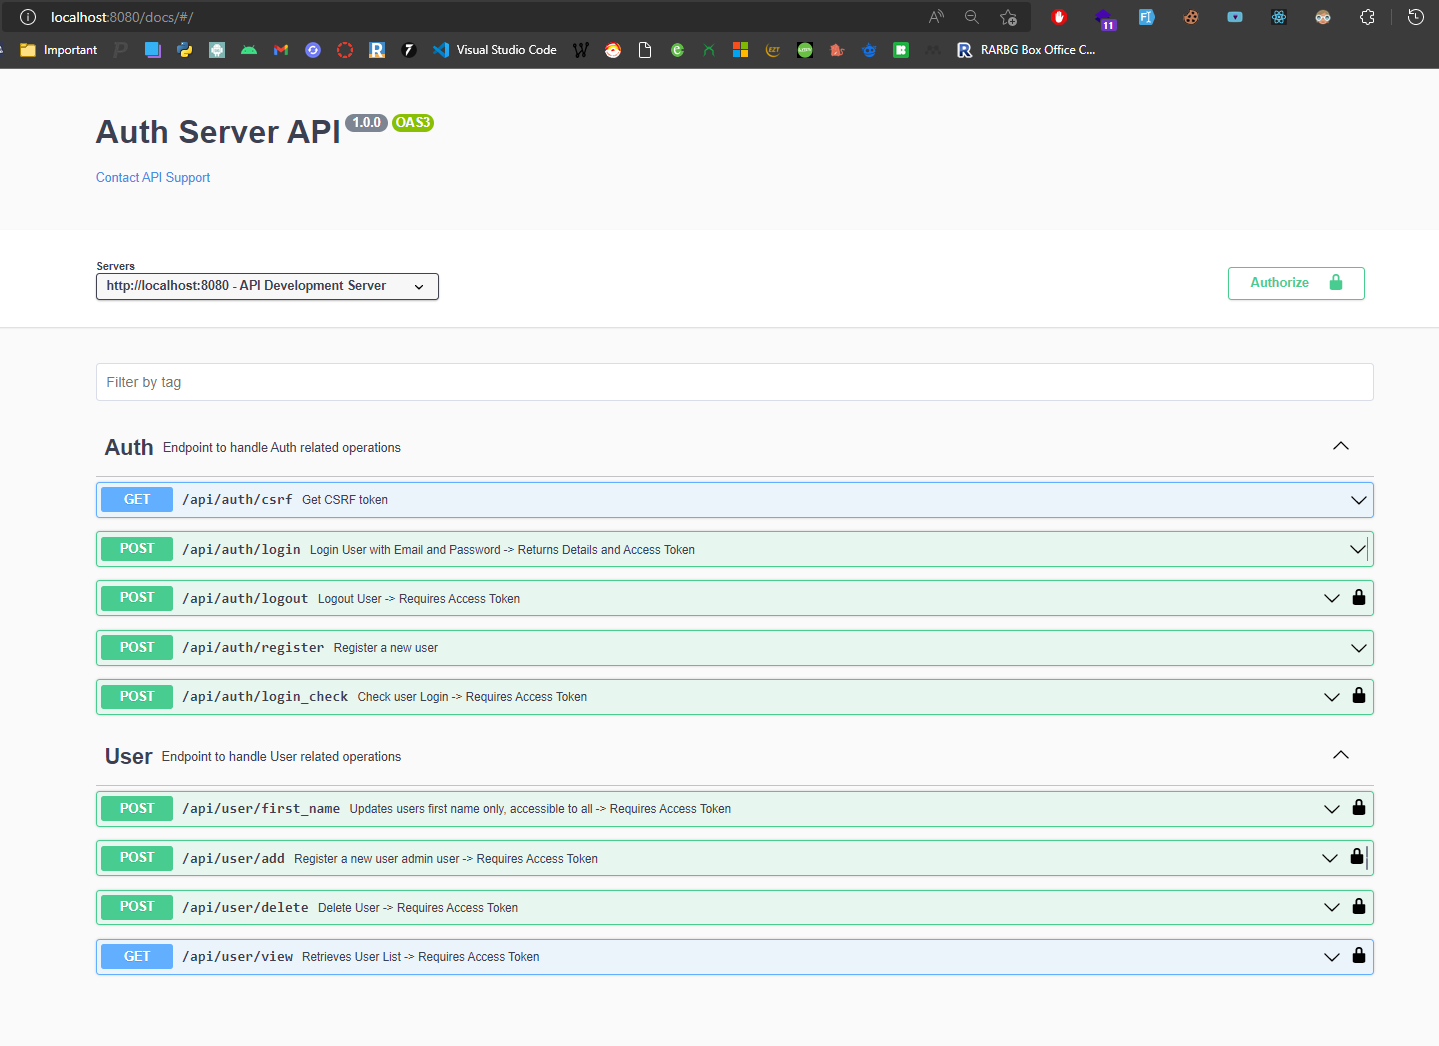 localhost:8080/docs/#/
11
Important
Visual Studio Code
RARBG Box Office C...
Auth Server API 1.0.0 OAS3
Contact API Support
Servers
http://localhost:8080 - API Development Server
Authorize
Filter by tag
Auth Endpoint to handle Auth related operations
GET /api/auth/csrf Get CSRF token
POST /api/auth/login Login User with Email and Password -> Returns Details and Access Token
POST /api/auth/logout Logout User -> Requires Access Token
POST /api/auth/register Register a new user
POST /api/auth/login_check Check user Login -> Requires Access Token
User Endpoint to handle User related operations
POST /api/user/first_name Updates users first name only, accessible to all -> Requires Access Token
POST /api/user/add Register a new user admin user -> Requires Access Token
POST /api/user/delete Delete User -> Requires Access Token
GET /api/user/view Retrieves User List -> Requires Access Token